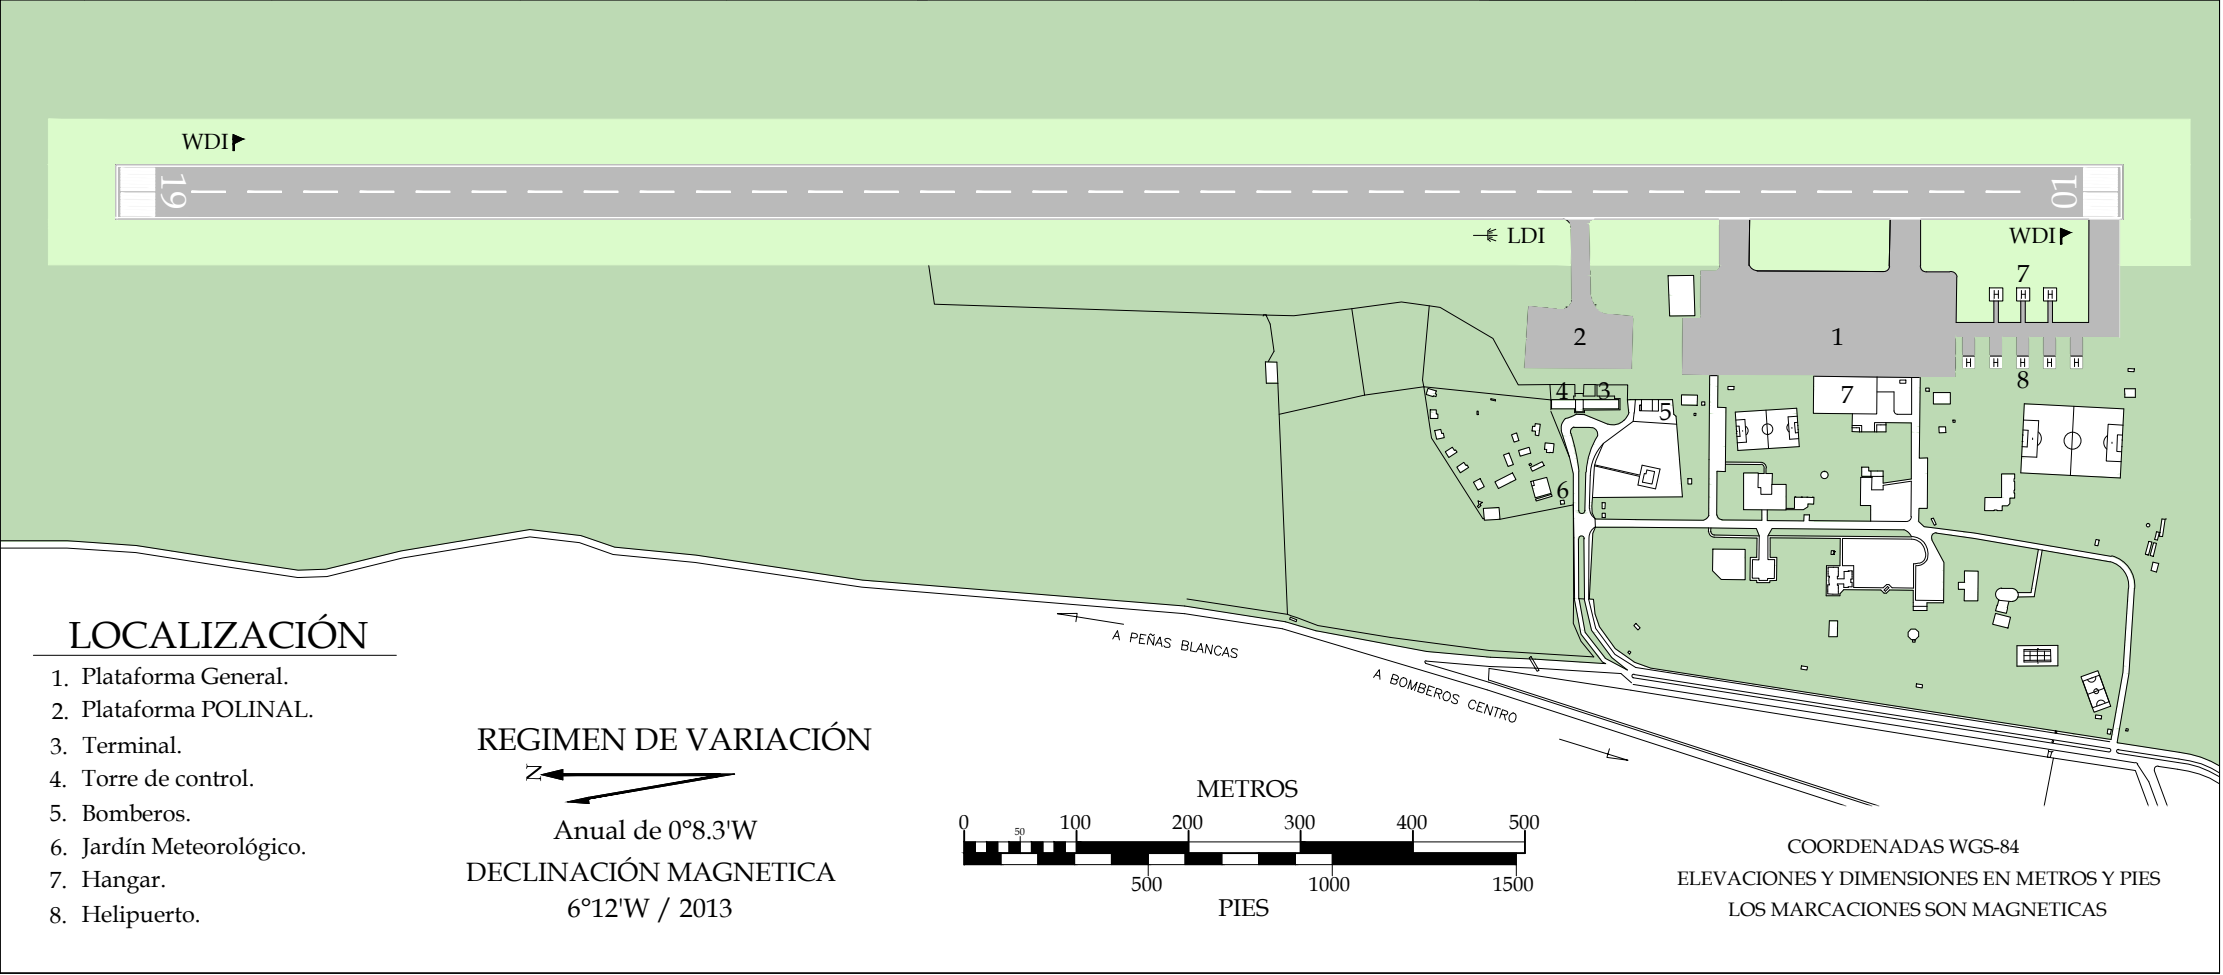 WDI
19
01
LDI
WDI
7
H H H
2
1
H H H H H
8
4
3
7
5
6
A PEÑAS BLANCAS
A BOMBEROS CENTRO
LOCALIZACIÓN
1. Plataforma General.
2. Plataforma POLINAL.
3. Terminal.
4. Torre de control.
5. Bomberos.
6. Jardín Meteorológico.
7. Hangar.
8. Helipuerto.
REGIMEN DE VARIACIÓN
N
Anual de 0°8.3'W
DECLINACIÓN MAGNETICA
6°12'W / 2013
METROS
0 50 100 200 300 400 500
500 1000 1500
PIES
COORDENADAS WGS-84
ELEVACIONES Y DIMENSIONES EN METROS Y PIES
LOS MARCACIONES SON MAGNETICAS